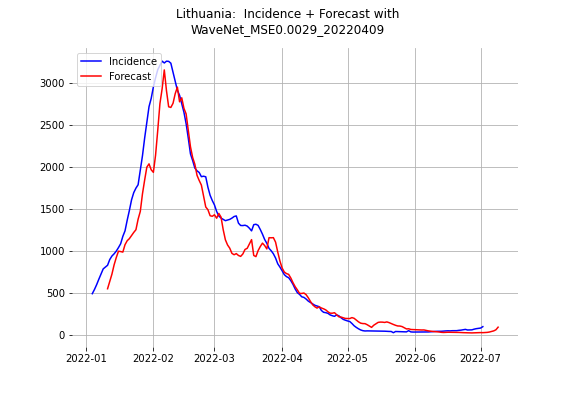 Lithuania:  Incidence + Forecast with
WaveNet_MSE0.0029_20220409
Incidence
Forecast
3000
2500
2000
1500
1000
500
0
2022-01 2022-02 2022-03 2022-04 2022-05 2022-06 2022-07